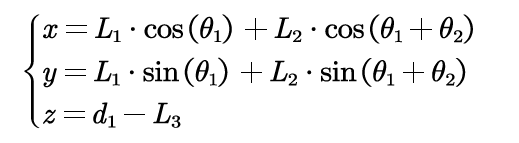 x = L₁ · cos (θ₁) + L₂ · cos (θ₁ + θ₂)
y = L₁ · sin (θ₁) + L₂ · sin (θ₁ + θ₂)
z = d₁ − L₃